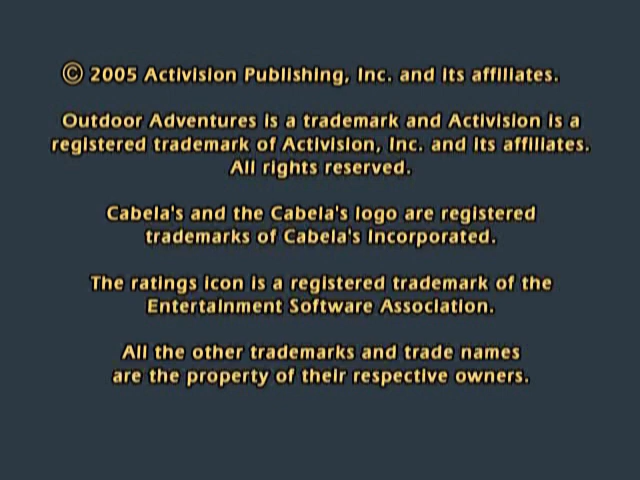 © 2005 Activision Publishing, Inc. and its affiliates.
Outdoor Adventures is a trademark and Activision is a
registered trademark of Activision, Inc. and its affiliates.
All rights reserved.
Cabela's and the Cabela's logo are registered
trademarks of Cabela's Incorporated.
The ratings icon is a registered trademark of the
Entertainment Software Association.
All the other trademarks and trade names
are the property of their respective owners.